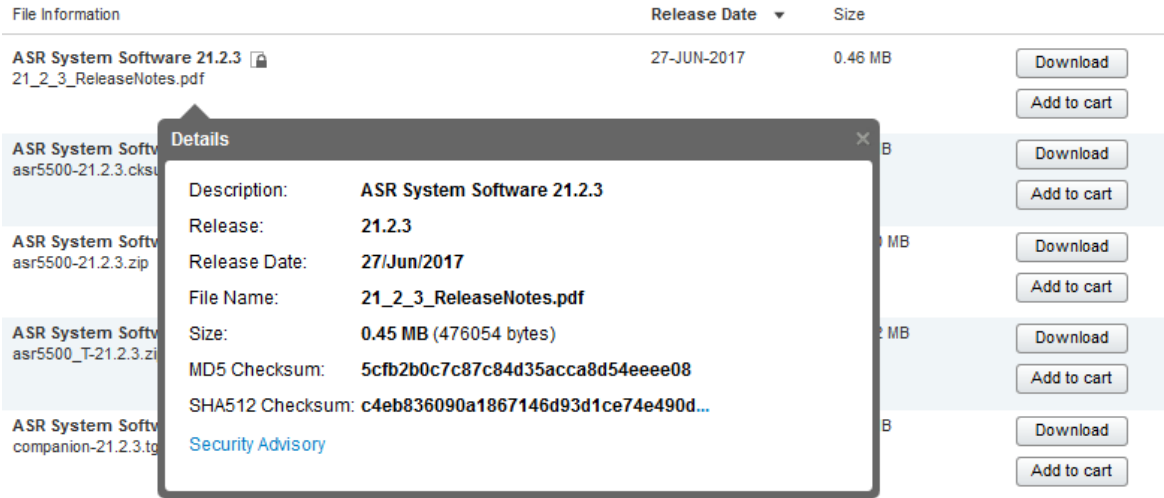 File Information Release Date Size
ASR System Software 21.2.3 27-JUN-2017 0.46 MB Download
21_2_3_ReleaseNotes.pdf
Add to cart
Details
ASR System Softw B Download
asr5500-21.2.3.cksu
Description: ASR System Software 21.2.3 Add to cart
Release: 21.2.3
ASR System Softw MB Download
asr5500-21.2.3.zip Release Date: 27/Jun/2017
File Name: 21_2_3_ReleaseNotes.pdf Add to cart
ASR System Softw Size: 0.45 MB (476054 bytes) MB Download
asr5500_T-21.2.3.zi
MD5 Checksum: 5cfb2b0c7c87c84d35acca8d54eeee08 Add to cart
SHA512 Checksum: c4eb836090a1867146d93d1ce74e490d...
ASR System Softw B Download
companion-21.2.3.tg Security Advisory
Add to cart